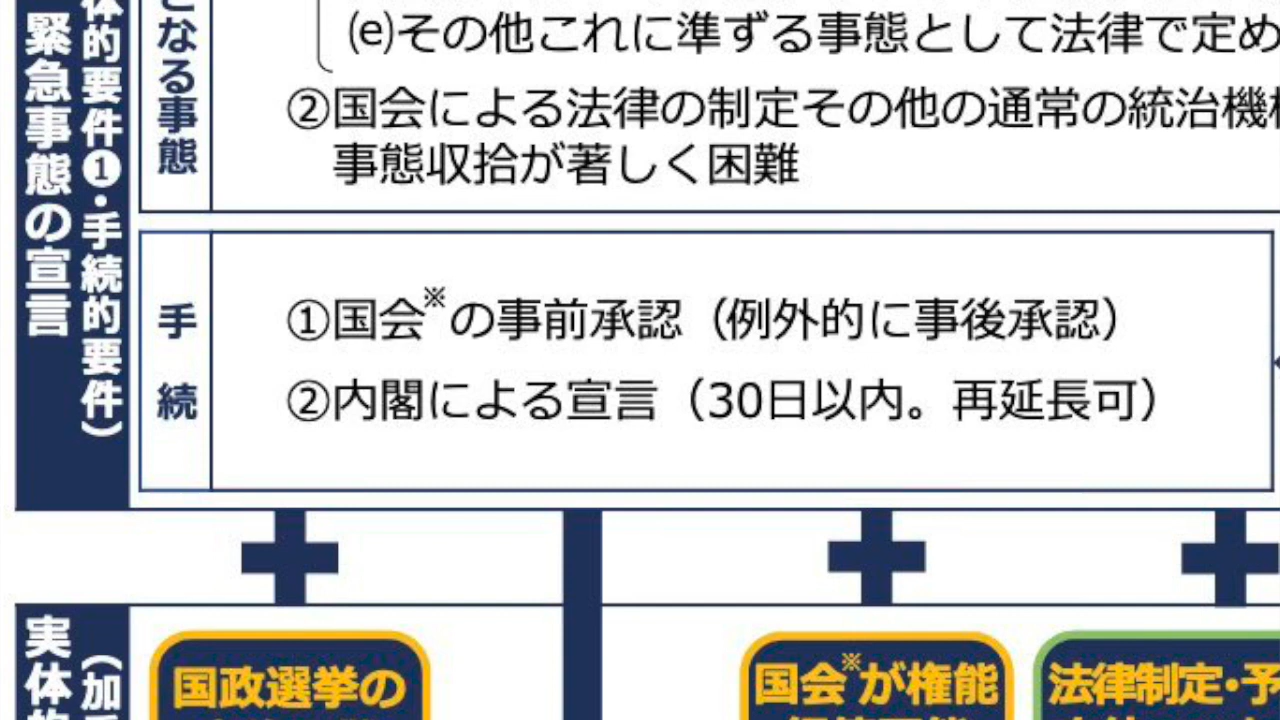 緊急事態の宣言
体的要件❶・手続的要件）
となる事態
(e)その他これに準ずる事態として法律で定め
②国会による法律の制定その他の通常の統治機
事態収拾が著しく困難
手続
①国会※の事前承認（例外的に事後承認）
②内閣による宣言（30日以内。再延長可）
実体
（加
国政選挙の
国会※が権能
法律制定・予